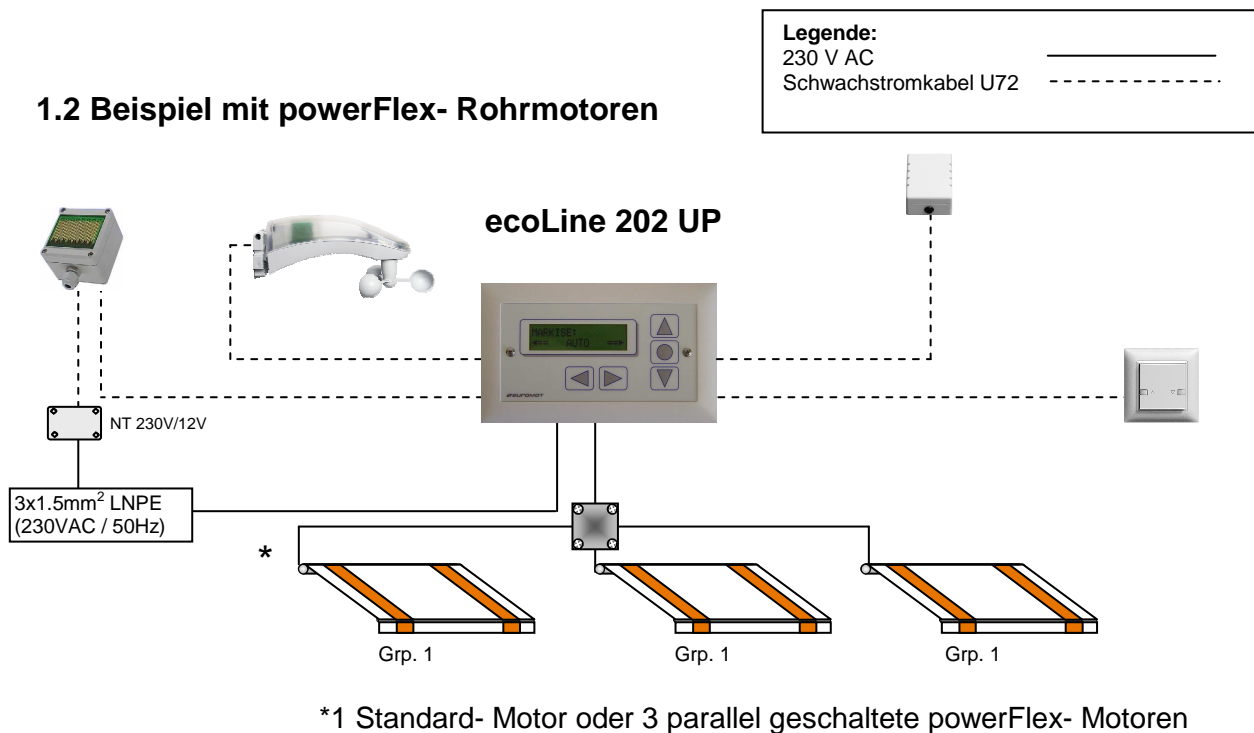 Legende:
230 V AC
Schwachstromkabel U72
1.2 Beispiel mit powerFlex- Rohrmotoren
ecoLine 202 UP
MARKISE:
AUTO
NT 230V/12V
3x1.5mm² LNPE
(230VAC / 50Hz)
*
Grp. 1
Grp. 1
Grp. 1
*1 Standard- Motor oder 3 parallel geschaltete powerFlex- Motoren